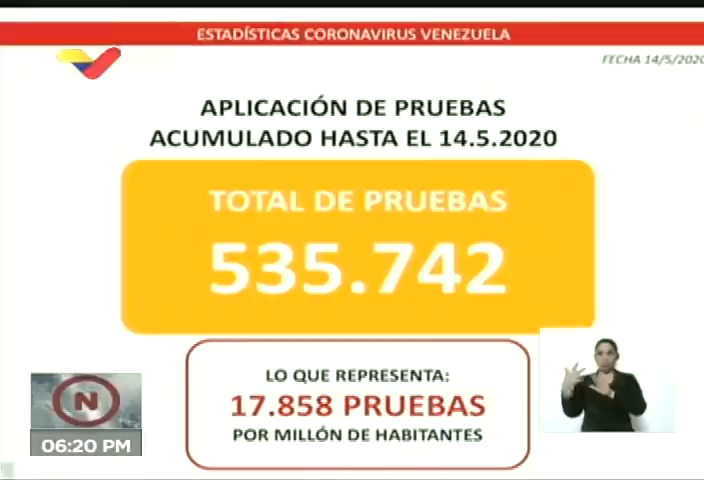 ESTADÍSTICAS CORONAVIRUS VENEZUELA
FECHA 14/5/2020
APLICACIÓN DE PRUEBAS
ACUMULADO HASTA EL 14.5.2020
TOTAL DE PRUEBAS
535.742
LO QUE REPRESENTA:
17.858 PRUEBAS
POR MILLÓN DE HABITANTES
N
06:20 PM